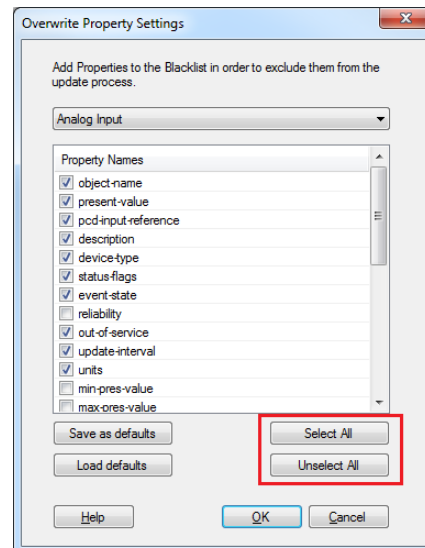 Overwrite Property Settings
Add Properties to the Blacklist in order to exclude them from the
update process.
Analog Input
Property Names
object-name
present-value
pcd-input-reference
description
device-type
status-flags
event-state
reliability
out-of-service
update-interval
units
min-pres-value
max-pres-value
Save as defaults
Select All
Load defaults
Unselect All
Help
OK
Cancel